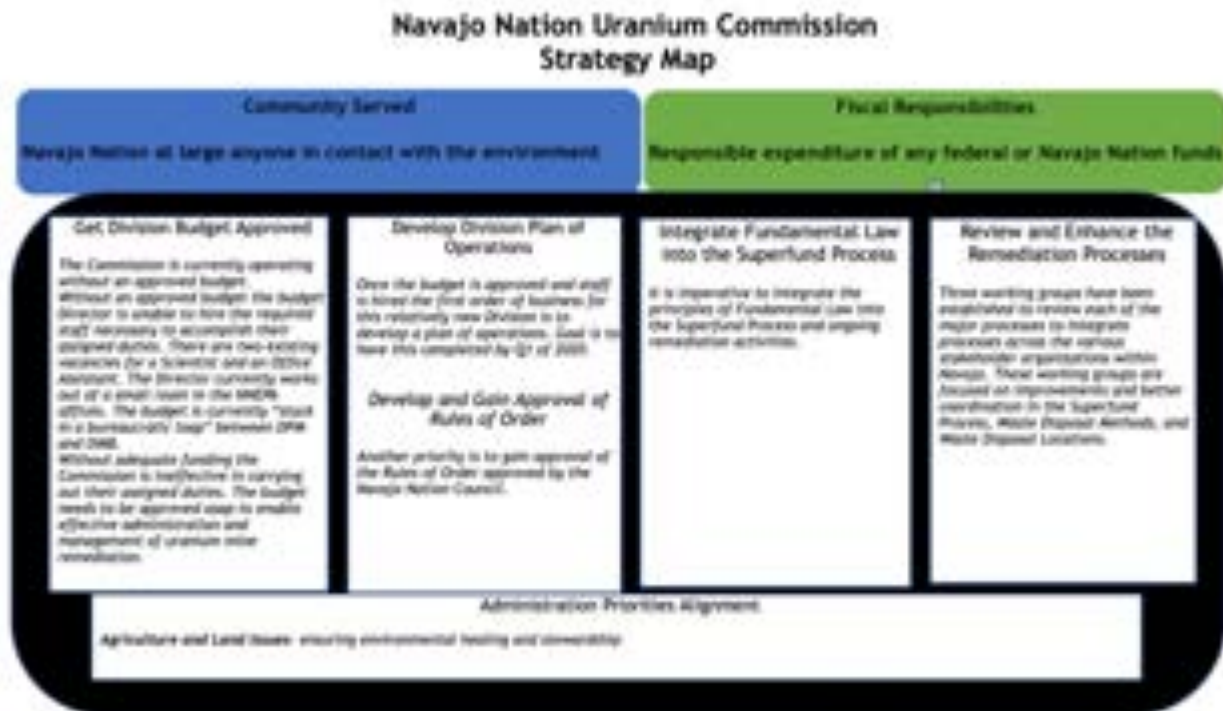 Navajo Nation Uranium Commission
Strategy Map
Community Served
Navajo Nation at large anyone in contact with the environment
Fiscal Responsibilities
Responsible expenditure of any federal or Navajo Nation funds
Get Division Budget Approved
The Commission is currently operating
without an approved budget.
Without an approved budget the budget
Director is unable to hire the required
staff necessary to accomplish their
assigned duties. There are two existing
vacancies for a Scientist and an Office
Assistant. The Director currently works
out of a small room in the NNEPA
offices. The budget is currently "stuck
in a bureaucratic loop" between DPM
and OMB.
Without adequate funding the
Commission is ineffective in carrying
out their assigned duties. The budget
needs to be approved asap to enable
effective administration and
management of uranium mine
remediation.
Develop Division Plan of
Operations
Once the budget is approved and staff
is hired the first order of business for
this relatively new Division is to
develop a plan of operations. Goal is to
have this completed by Q1 of
Develop and Gain Approval of
Rules of Order
Another priority is to gain approval of
the Rules of Order approved by the
Navajo Nation Council.
Integrate Fundamental Law
into the Superfund Process
It is imperative to integrate the
principles of Fundamental Law into
the Superfund Process and ongoing
remediation activities.
Review and Enhance the
Remediation Processes
Three working groups have been
established to review each of the
major processes to integrate
processes across the various
stakeholder organizations within
Navajo. These working groups are
focused on improvements and better
coordination in the Superfund
Process, Waste Disposal Methods, and
Waste Disposal Locations.
Administration Priorities Alignment
Agriculture and Land Issues- ensuring environmental healing and stewardship